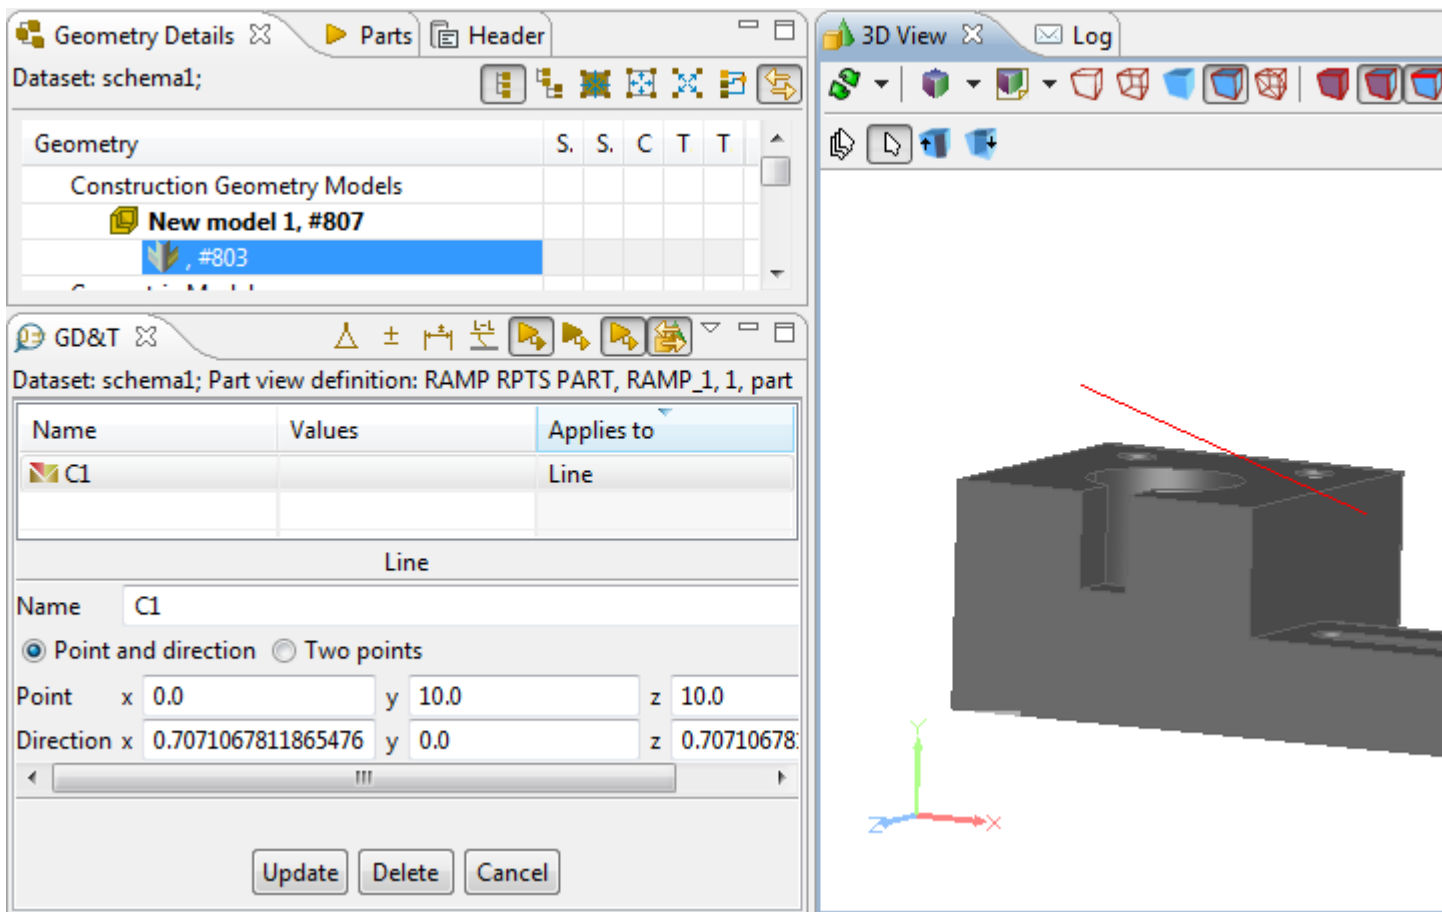 Geometry Details Parts Header
Dataset: schema1;
Geometry S. S. C T T
Construction Geometry Models
New model 1, #807
, #803
GD&T
Dataset: schema1; Part view definition: RAMP RPTS PART, RAMP_1, 1, part
Name Values Applies to
C1 Line
Line
Name C1
Point and direction Two points
Point x 0.0 y 10.0 z 10.0
Direction x 0.7071067811865476 y 0.0 z 0.70710678
Update Delete Cancel
3D View Log
Y
Z X